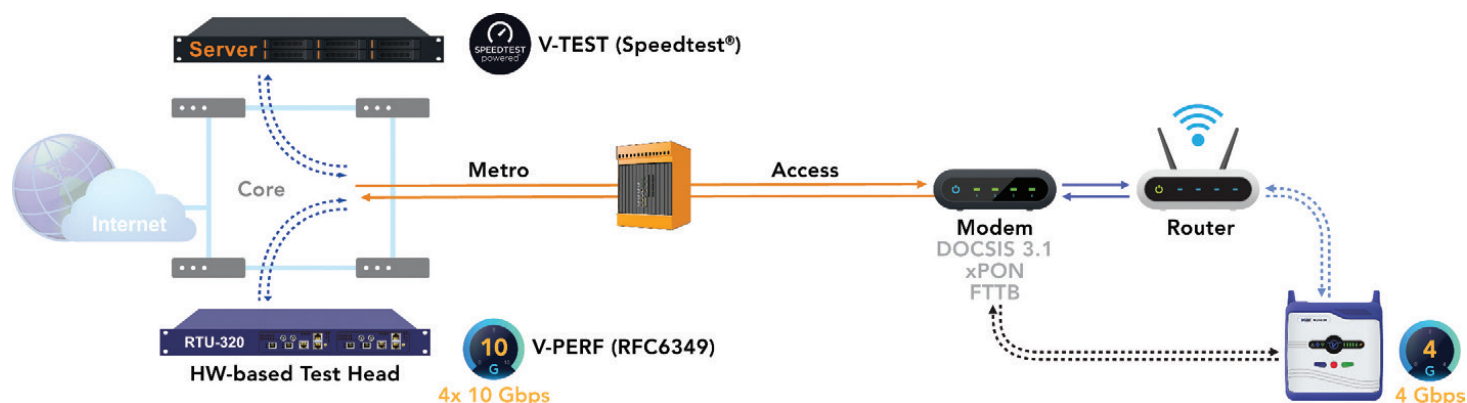 Server
SPEEDTEST
powered
V-TEST (Speedtest®)
Internet
Core
Metro
Access
Modem
DOCSIS 3.1
xPON
FTTB
Router
RTU-320
HW-based Test Head
10
G
4x 10 Gbps
V-PERF (RFC6349)
4
G
4 Gbps